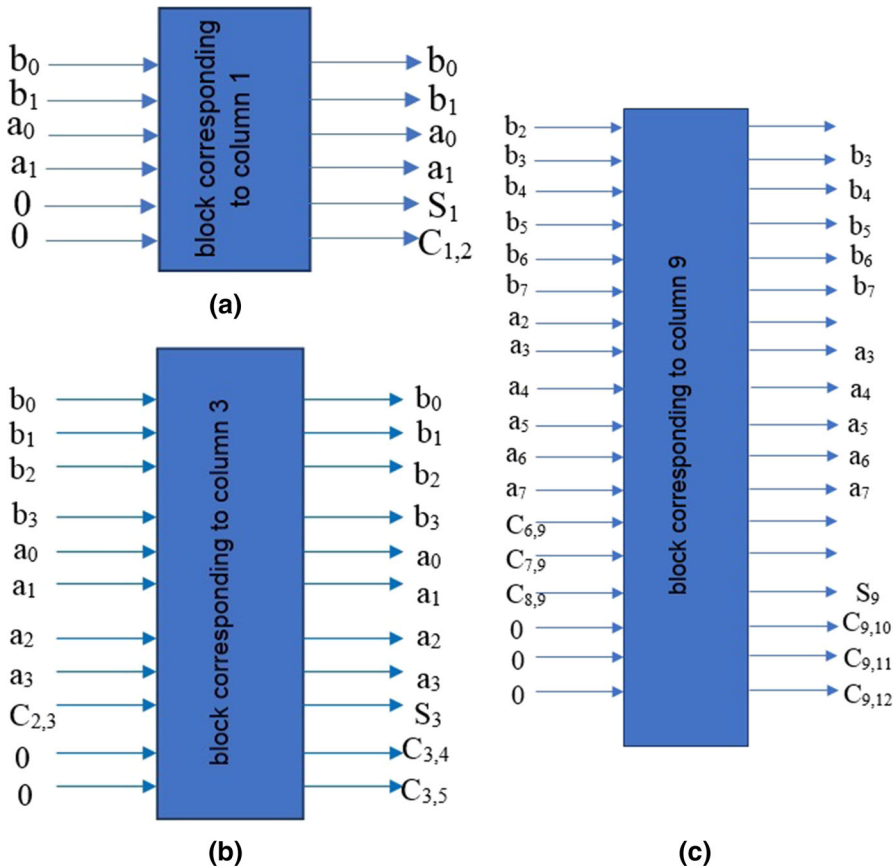 b₀ b₀
b₁ b₁
a₀ a₀
a₁ a₁
0 S₁
0 C₁,₂
block corresponding
to column 1
(a)
b₀ b₀
b₁ b₁
b₂ b₂
b₃ b₃
a₀ a₀
a₁ a₁
a₂ a₂
a₃ a₃
C₂,₃ S₃
0 C₃,₄
0 C₃,₅
block corresponding to column 3
(b)
b₂
b₃ b₃
b₄ b₄
b₅ b₅
b₆ b₆
b₇ b₇
a₂
a₃ a₃
a₄ a₄
a₅ a₅
a₆ a₆
a₇ a₇
C₆,₉
C₇,₉
C₈,₉ S₉
0 C₉,₁₀
0 C₉,₁₁
0 C₉,₁₂
block corresponding to column 9
(c)